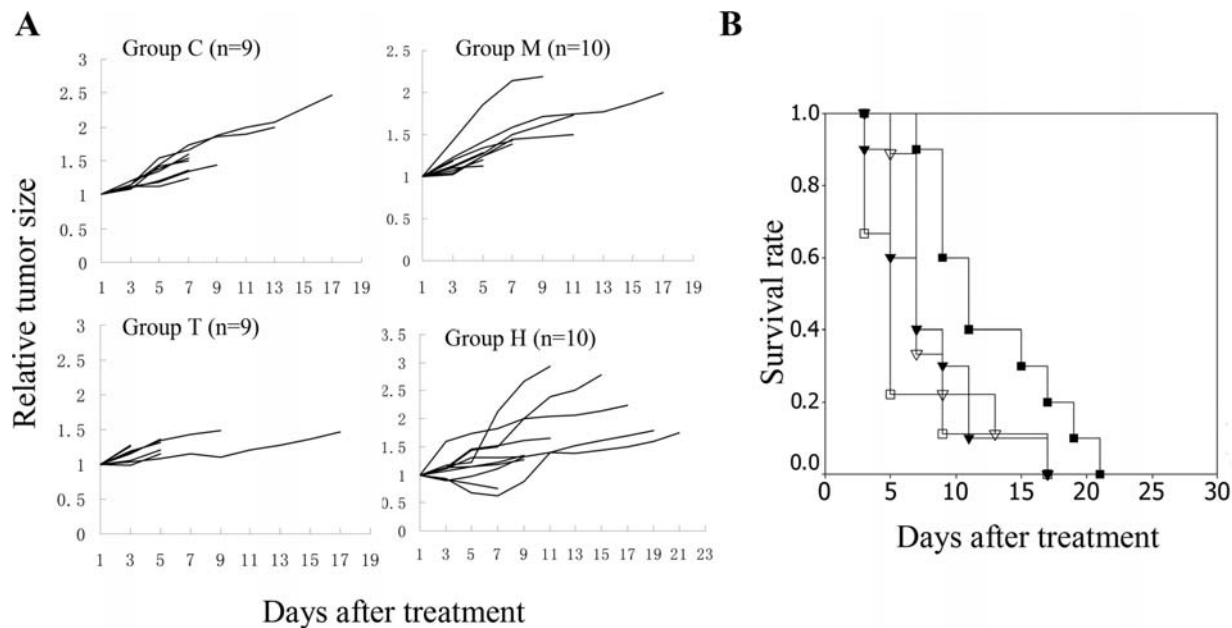 A
B
Group C (n=9)
3
2.5
2
1.5
1
0.5
0
1 3 5 7 9 11 13 15 17 19
Group M (n=10)
2.5
2
1.5
1
0.5
0
1 3 5 7 9 11 13 15 17 19
Group T (n=9)
3
2.5
2
1.5
1
0.5
0
1 3 5 7 9 11 13 15 17 19
Group H (n=10)
3.5
3
2.5
2
1.5
1
0.5
0
1 3 5 7 9 11 13 15 17 19 21 23
Relative tumor size
Days after treatment
Survival rate
1.0
0.8
0.6
0.4
0.2
0.0
0 5 10 15 20 25 30
Days after treatment